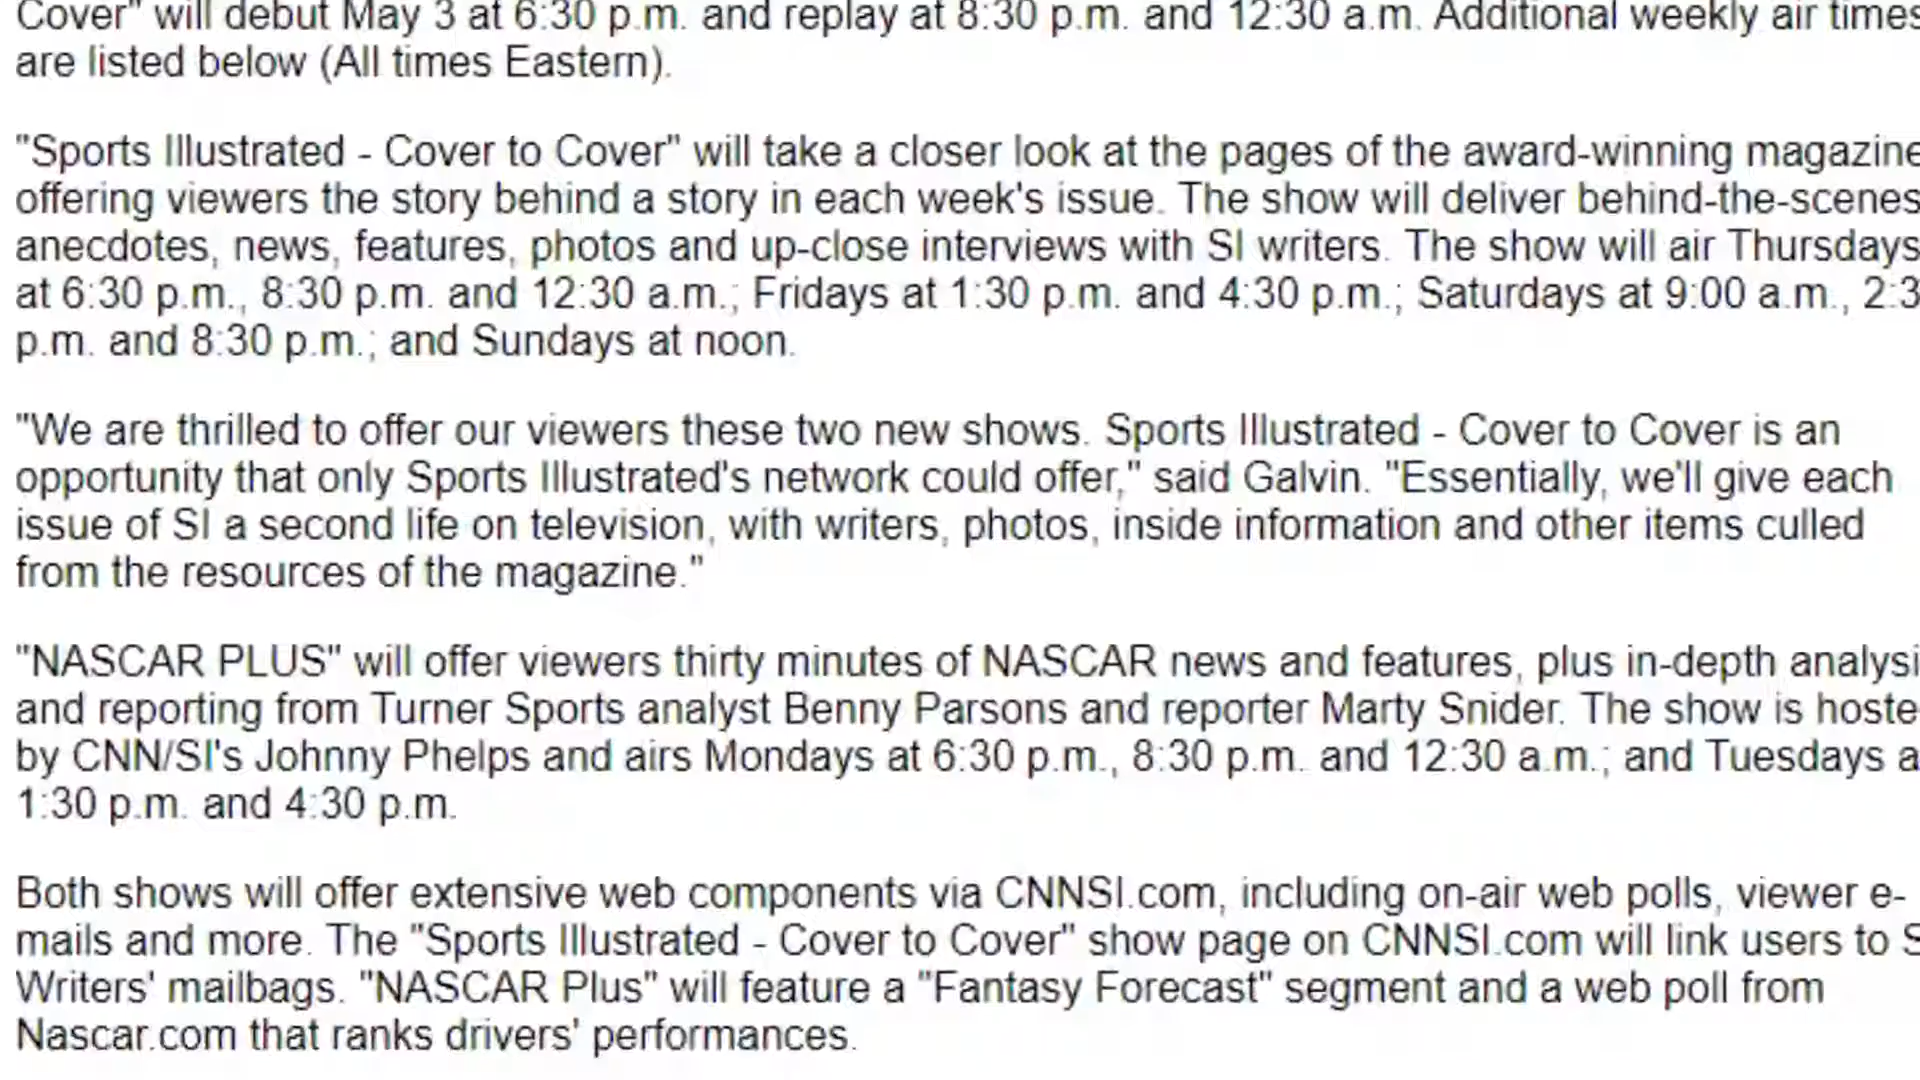 Cover" will debut May 3 at 6:30 p.m. and replay at 8:30 p.m. and 12:30 a.m. Additional weekly air times
are listed below (All times Eastern).
"Sports Illustrated - Cover to Cover" will take a closer look at the pages of the award-winning magazine
offering viewers the story behind a story in each week's issue. The show will deliver behind-the-scenes
anecdotes, news, features, photos and up-close interviews with SI writers. The show will air Thursdays
at 6:30 p.m., 8:30 p.m. and 12:30 a.m.; Fridays at 1:30 p.m. and 4:30 p.m.; Saturdays at 9:00 a.m., 2:3
p.m. and 8:30 p.m.; and Sundays at noon.
"We are thrilled to offer our viewers these two new shows. Sports Illustrated - Cover to Cover is an
opportunity that only Sports Illustrated's network could offer," said Galvin. "Essentially, we'll give each
issue of SI a second life on television, with writers, photos, inside information and other items culled
from the resources of the magazine."
"NASCAR PLUS" will offer viewers thirty minutes of NASCAR news and features, plus in-depth analysi
and reporting from Turner Sports analyst Benny Parsons and reporter Marty Snider. The show is hoste
by CNN/SI's Johnny Phelps and airs Mondays at 6:30 p.m., 8:30 p.m. and 12:30 a.m.; and Tuesdays a
1:30 p.m. and 4:30 p.m.
Both shows will offer extensive web components via CNNSI.com, including on-air web polls, viewer e-
mails and more. The "Sports Illustrated - Cover to Cover" show page on CNNSI.com will link users to S
Writers' mailbags. "NASCAR Plus" will feature a "Fantasy Forecast" segment and a web poll from
Nascar.com that ranks drivers' performances.